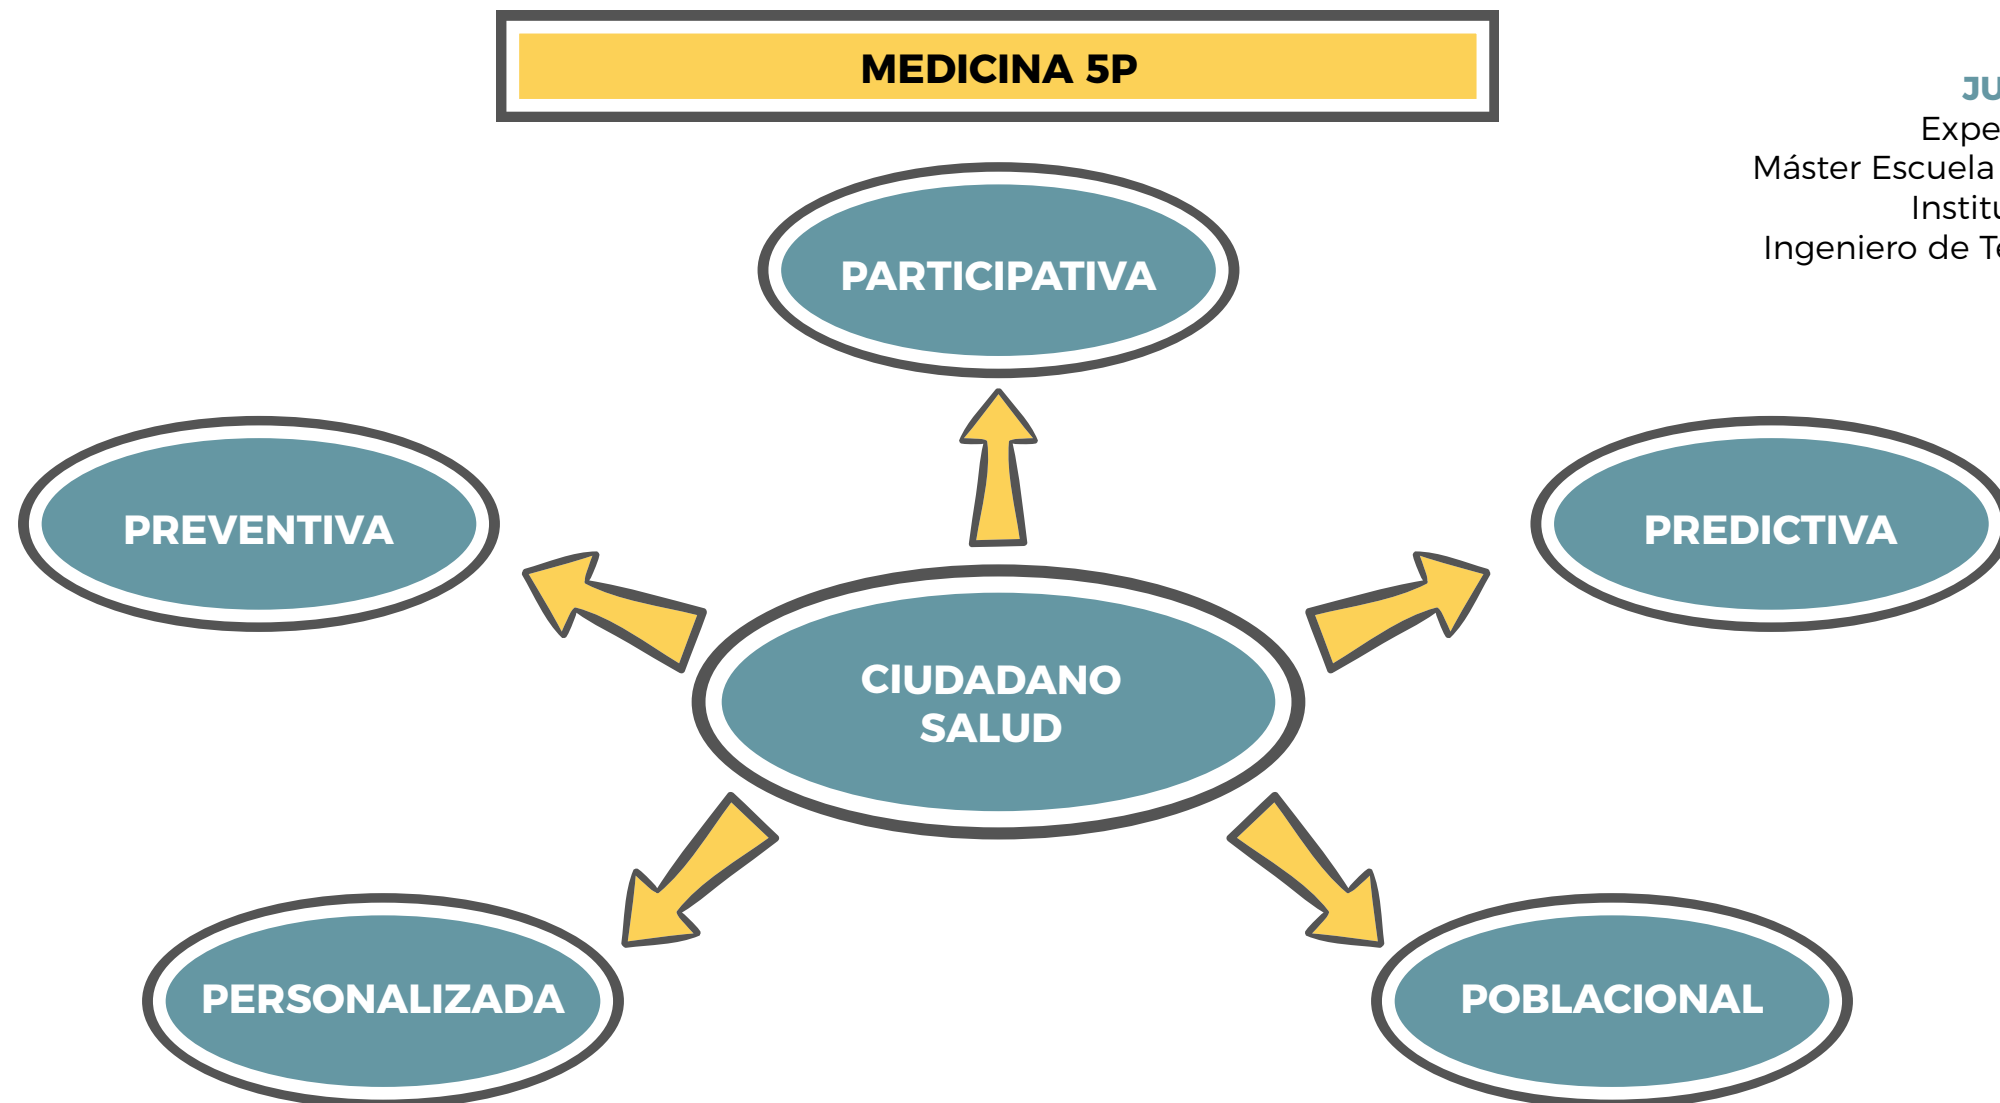 MEDICINA 5P
Máster Escuela
Ingeniero de
PARTICIPATIVA
PREVENTIVA
PREDICTIVA
CIUDADANO
SALUD
PERSONALIZADA
POBLACIONAL